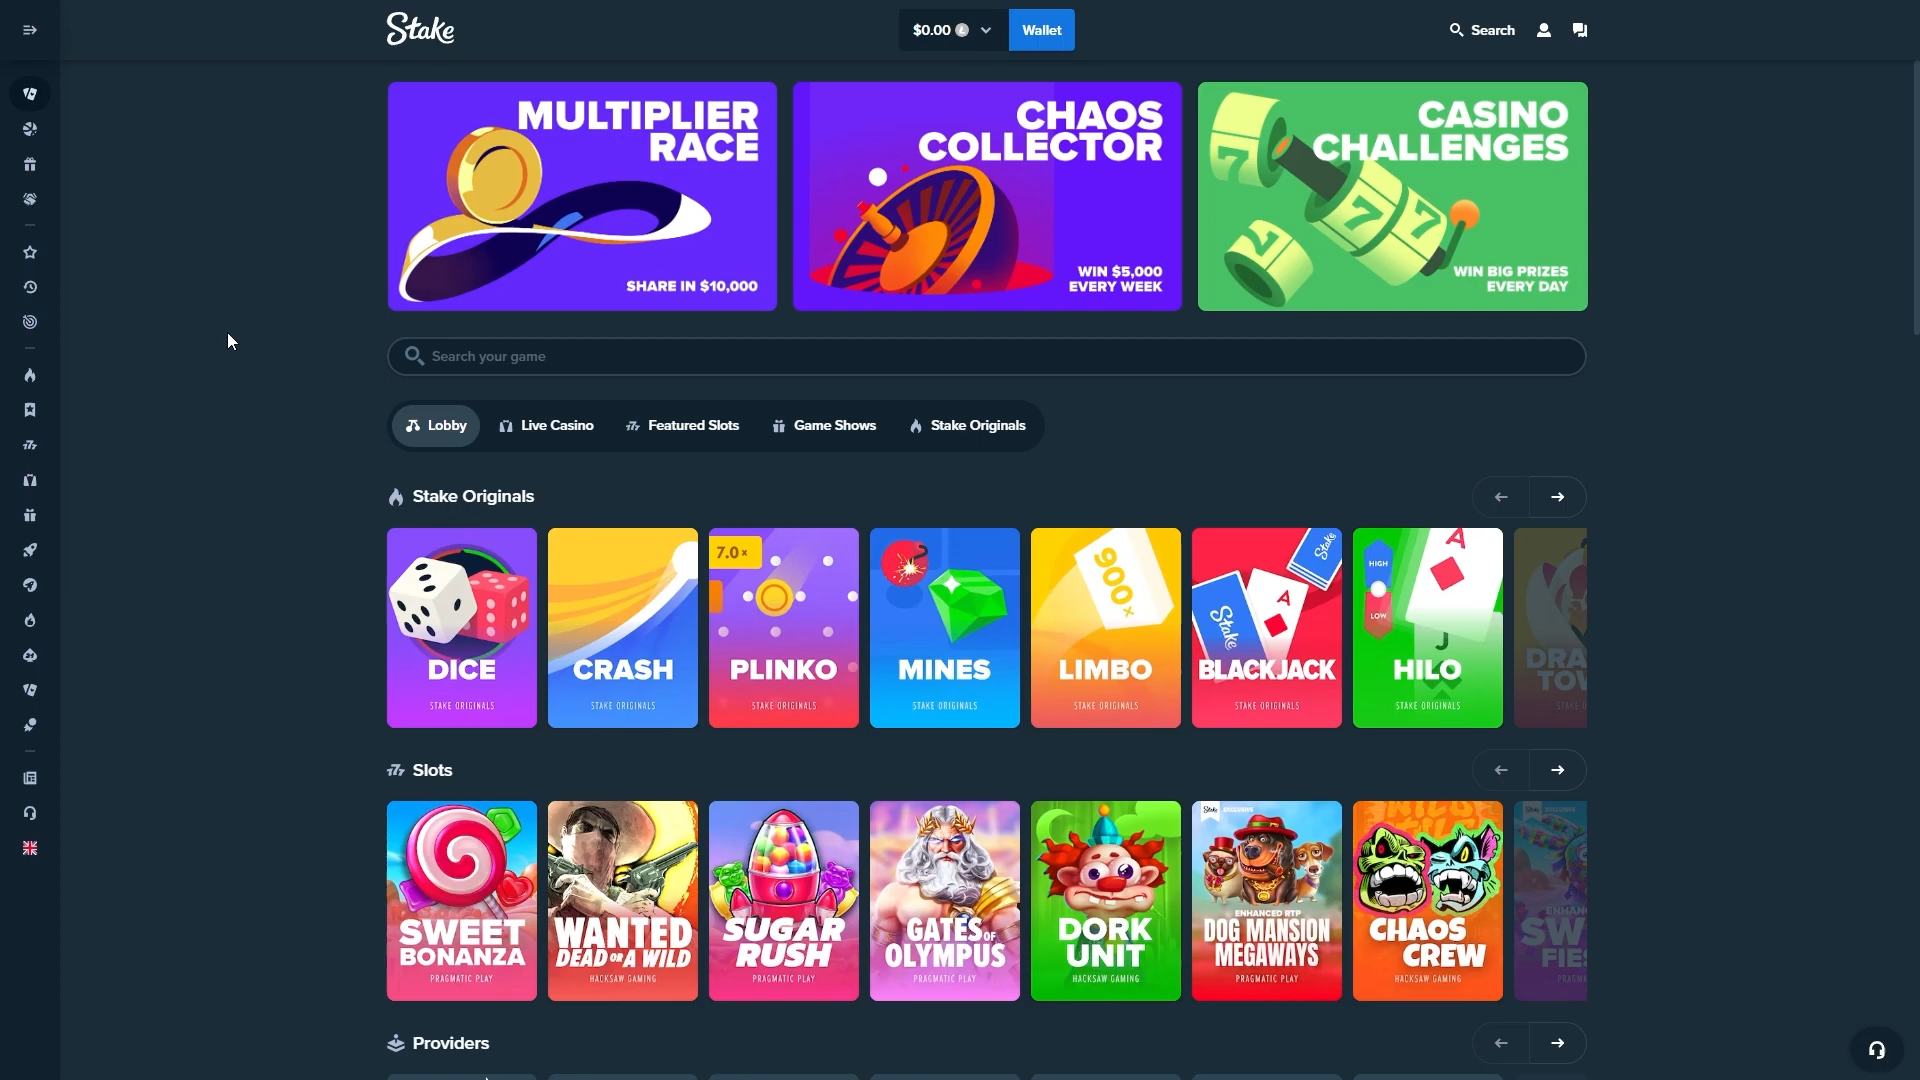 Stake
$0.00
Wallet
Search
MULTIPLIER
RACE
SHARE IN $10,000
CHAOS
COLLECTOR
WIN $5,000
EVERY WEEK
CASINO
CHALLENGES
WIN BIG PRIZES
EVERY DAY
Search your game
Lobby
Live Casino
Featured Slots
Game Shows
Stake Originals
Stake Originals
7.0×
900×
Stake
Stake
A
HIGH
LOW
A
J
DICE
CRASH
PLINKO
MINES
LIMBO
BLACKJACK
HILO
STAKE ORIGINALS
STAKE ORIGINALS
STAKE ORIGINALS
STAKE ORIGINALS
STAKE ORIGINALS
STAKE ORIGINALS
STAKE ORIGINALS
Slots
SWEET
BONANZA
PRAGMATIC PLAY
WANTED
DEAD OR A WILD
HACKSAW GAMING
SUGAR
RUSH
PRAGMATIC PLAY
GATES OF
OLYMPUS
PRAGMATIC PLAY
DORK
UNIT
HACKSAW GAMING
Stake EXCLUSIVE
ENHANCED RTP
DOG MANSION
MEGAWAYS
PRAGMATIC PLAY
CHAOS
CREW
HACKSAW GAMING
Providers